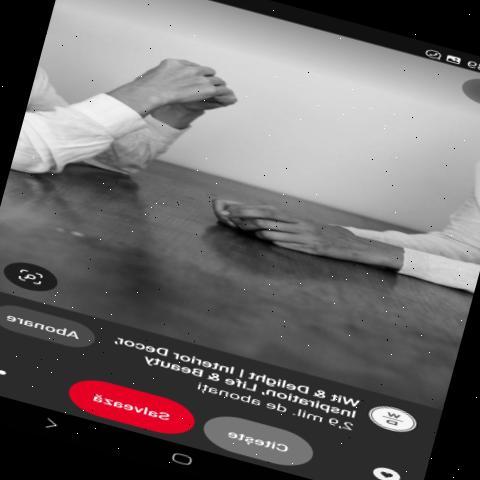 Wit & Delight | Interior Decor,
Inspiration, Life & Beauty
2,9 mil. de abonați
Abonare
Citește
Salvează
W
D